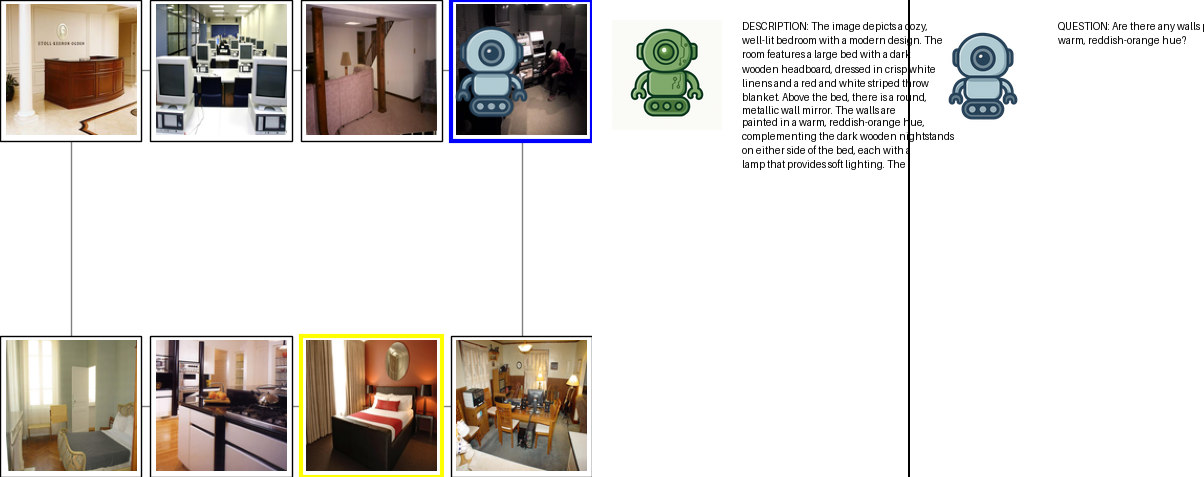 STOLL·KEENON·OGDEN
DESCRIPTION: The image depicts a cozy,
well-lit bedroom with a modern design. The
room features a large bed with a dark
wooden headboard, dressed in crisp white
linens and a red and white striped throw
blanket. Above the bed, there is a round,
metallic wall mirror. The walls are
painted in a warm, reddish-orange hue,
complementing the dark wooden nightstands
on either side of the bed, each with a
lamp that provides soft lighting. The
QUESTION: Are there any walls
warm, reddish-orange hue?